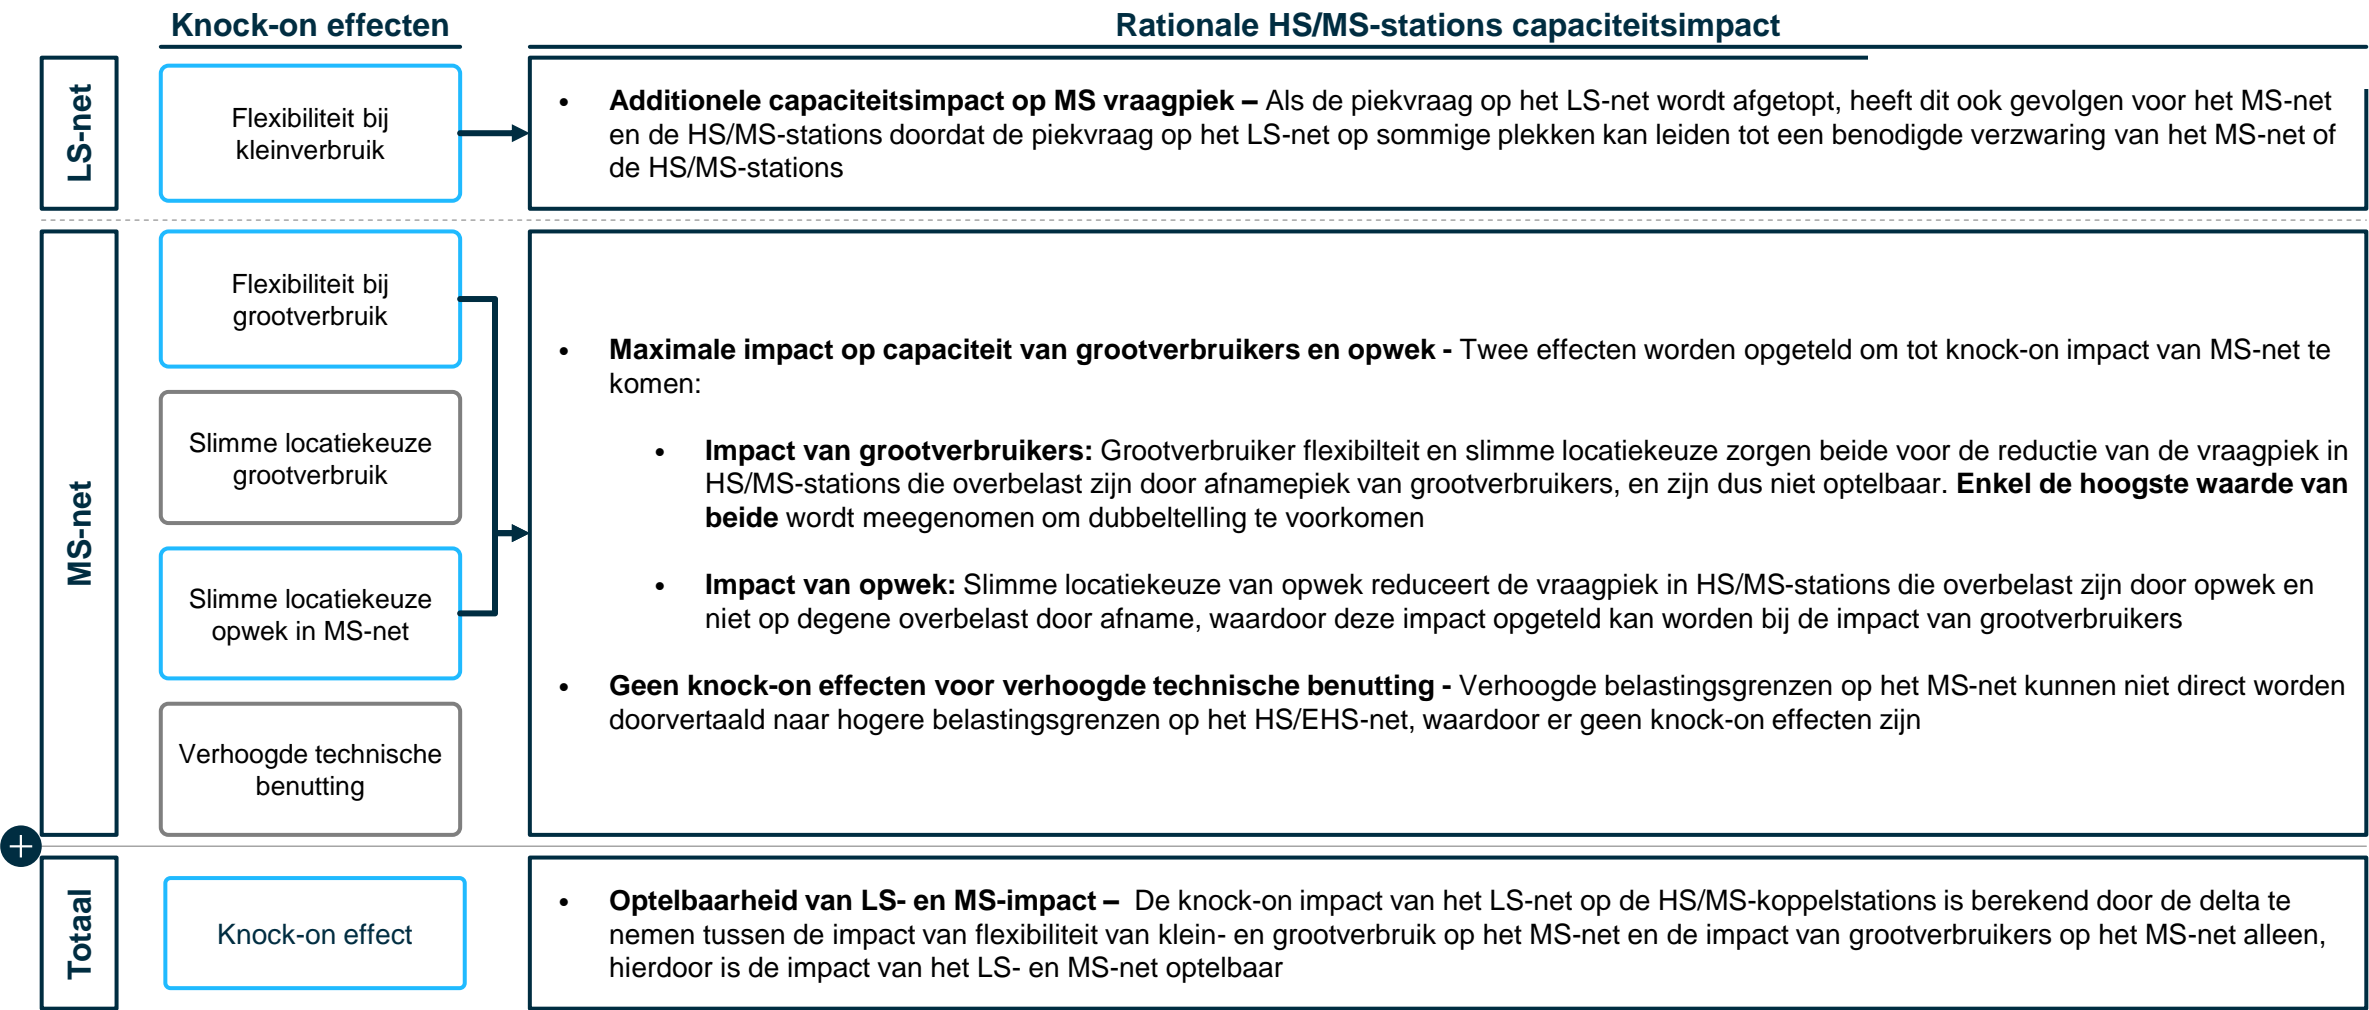 Knock-on effecten
Rationale HS/MS-stations capaciteitsimpact
LS-net
Flexibiliteit bij
kleinverbruik
• Additionele capaciteitsimpact op MS vraagpiek – Als de piekvraag op het LS-net wordt afgetopt, heeft dit ook gevolgen voor het MS-net
en de HS/MS-stations doordat de piekvraag op het LS-net op sommige plekken kan leiden tot een benodigde verzwaring van het MS-net of
de HS/MS-stations
MS-net
Flexibiliteit bij
grootverbruik
Slimme locatiekeuze
grootverbruik
Slimme locatiekeuze
opwek in MS-net
Verhoogde technische
benutting
• Maximale impact op capaciteit van grootverbruikers en opwek - Twee effecten worden opgeteld om tot knock-on impact van MS-net te
komen:
• Impact van grootverbruikers: Grootverbruiker flexibilteit en slimme locatiekeuze zorgen beide voor de reductie van de vraagpiek in
HS/MS-stations die overbelast zijn door afnamepiek van grootverbruikers, en zijn dus niet optelbaar. Enkel de hoogste waarde van
beide wordt meegenomen om dubbeltelling te voorkomen
• Impact van opwek: Slimme locatiekeuze van opwek reduceert de vraagpiek in HS/MS-stations die overbelast zijn door opwek en
niet op degene overbelast door afname, waardoor deze impact opgeteld kan worden bij de impact van grootverbruikers
• Geen knock-on effecten voor verhoogde technische benutting - Verhoogde belastingsgrenzen op het MS-net kunnen niet direct worden
doorvertaald naar hogere belastingsgrenzen op het HS/EHS-net, waardoor er geen knock-on effecten zijn
+
Totaal
Knock-on effect
• Optelbaarheid van LS- en MS-impact – De knock-on impact van het LS-net op de HS/MS-koppelstations is berekend door de delta te
nemen tussen de impact van flexibiliteit van klein- en grootverbruik op het MS-net en de impact van grootverbruikers op het MS-net alleen,
hierdoor is de impact van het LS- en MS-net optelbaar